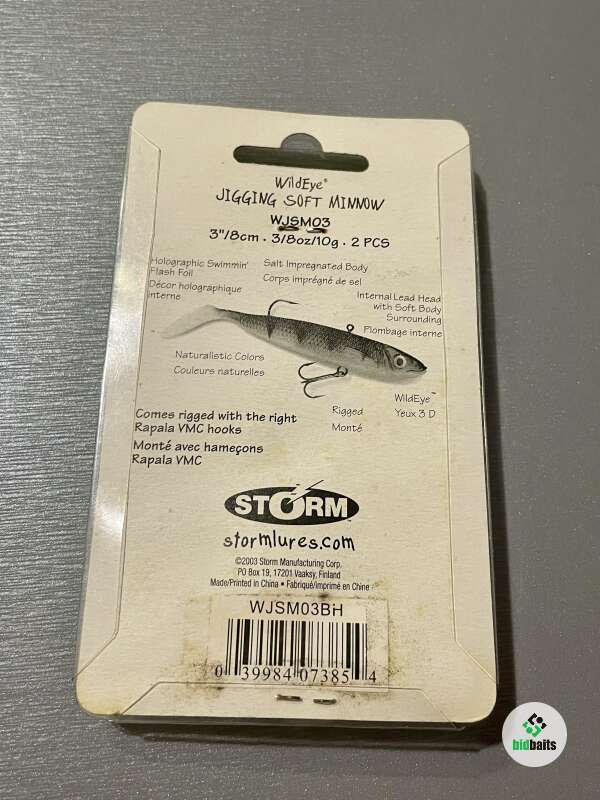 WildEye®
JIGGING SOFT MINNOW
WJSM03
3"/8cm . 3/8oz/10g . 2 PCS
Holographic Swimmin'
Flash Foil
Décor holographique
interne
Salt Impregnated Body
Corps imprégné de sel
Internal Lead Head
with Soft Body
Surrounding
Plombage interne
Naturalistic Colors
Couleurs naturelles
WildEye™
Yeux 3 D
Rigged
Monté
Comes rigged with the right
Rapala VMC hooks
Monté avec hameçons
Rapala VMC
STORM™
stormlures.com
©2003 Storm Manufacturing Corp.
PO Box 19, 17201 Vaaksy, Finland
Made/Printed in China • Fabriqué/imprimé en Chine
WJSM03BH
0 39984 07385 4
bidbaits